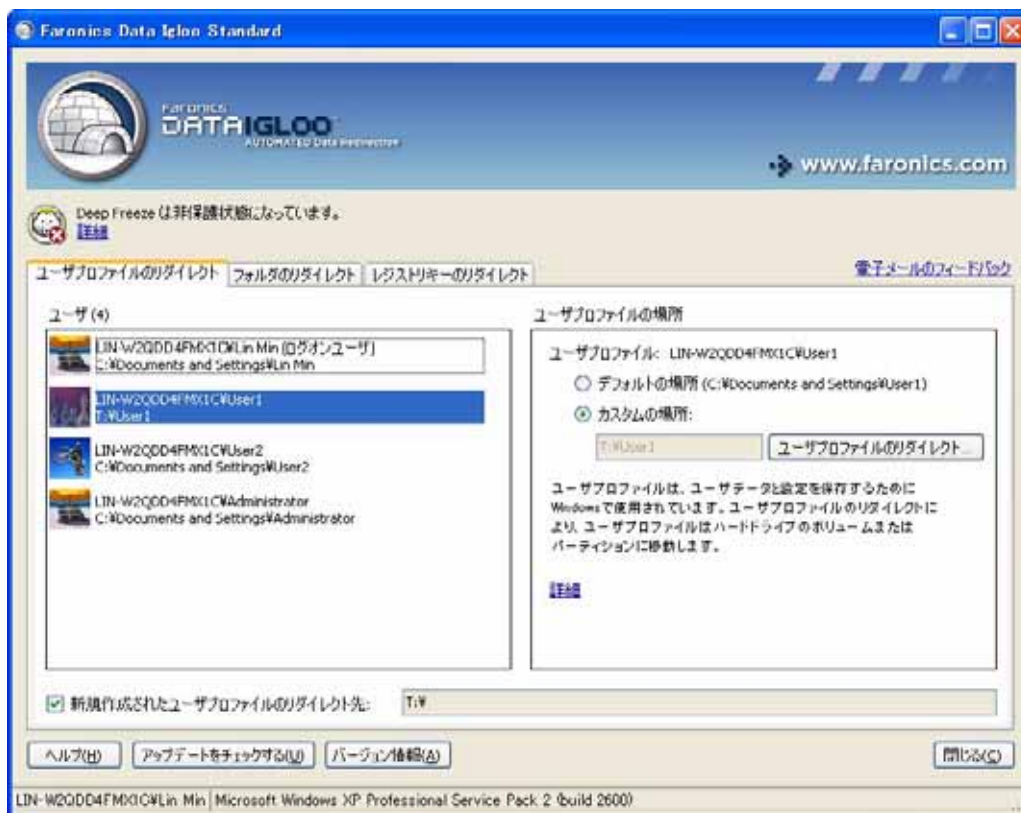 Faronics Data Igloo Standard
FARONICS
DATAIGLOO
AUTOMATED Data Redirection
www.faronics.com
Deep Freeze は非保護状態になっています。
詳細
ユーザプロファイルのリダイレクト
フォルダのリダイレクト
レジストリキーのリダイレクト
電子メールのフィードバック
ユーザ (4)
LIN-W2QDD4FMX1C¥Lin Min (ログオンユーザ)
C:¥Documents and Settings¥Lin Min
LIN-W2QDD4FMX1C¥User1
T:¥User1
LIN-W2QDD4FMX1C¥User2
C:¥Documents and Settings¥User2
LIN-W2QDD4FMX1C¥Administrator
C:¥Documents and Settings¥Administrator
ユーザプロファイルの場所
ユーザプロファイル: LIN-W2QDD4FMX1C¥User1
デフォルトの場所 (C:¥Documents and Settings¥User1)
カスタムの場所:
T:¥User1
ユーザプロファイルのリダイレクト...
ユーザプロファイルは、ユーザデータと設定を保存するために
Windowsで使用されています。ユーザプロファイルのリダイレクトに
より、ユーザプロファイルはハードドライブのボリュームまたは
パーティションに移動します。
詳細
新規作成されたユーザプロファイルのリダイレクト先:
T:¥
ヘルプ(H)
アップデートをチェックする(U)
バージョン情報(A)
閉じる(C)
LIN-W2QDD4FMX1C¥Lin Min
Microsoft Windows XP Professional Service Pack 2 (build 2600)